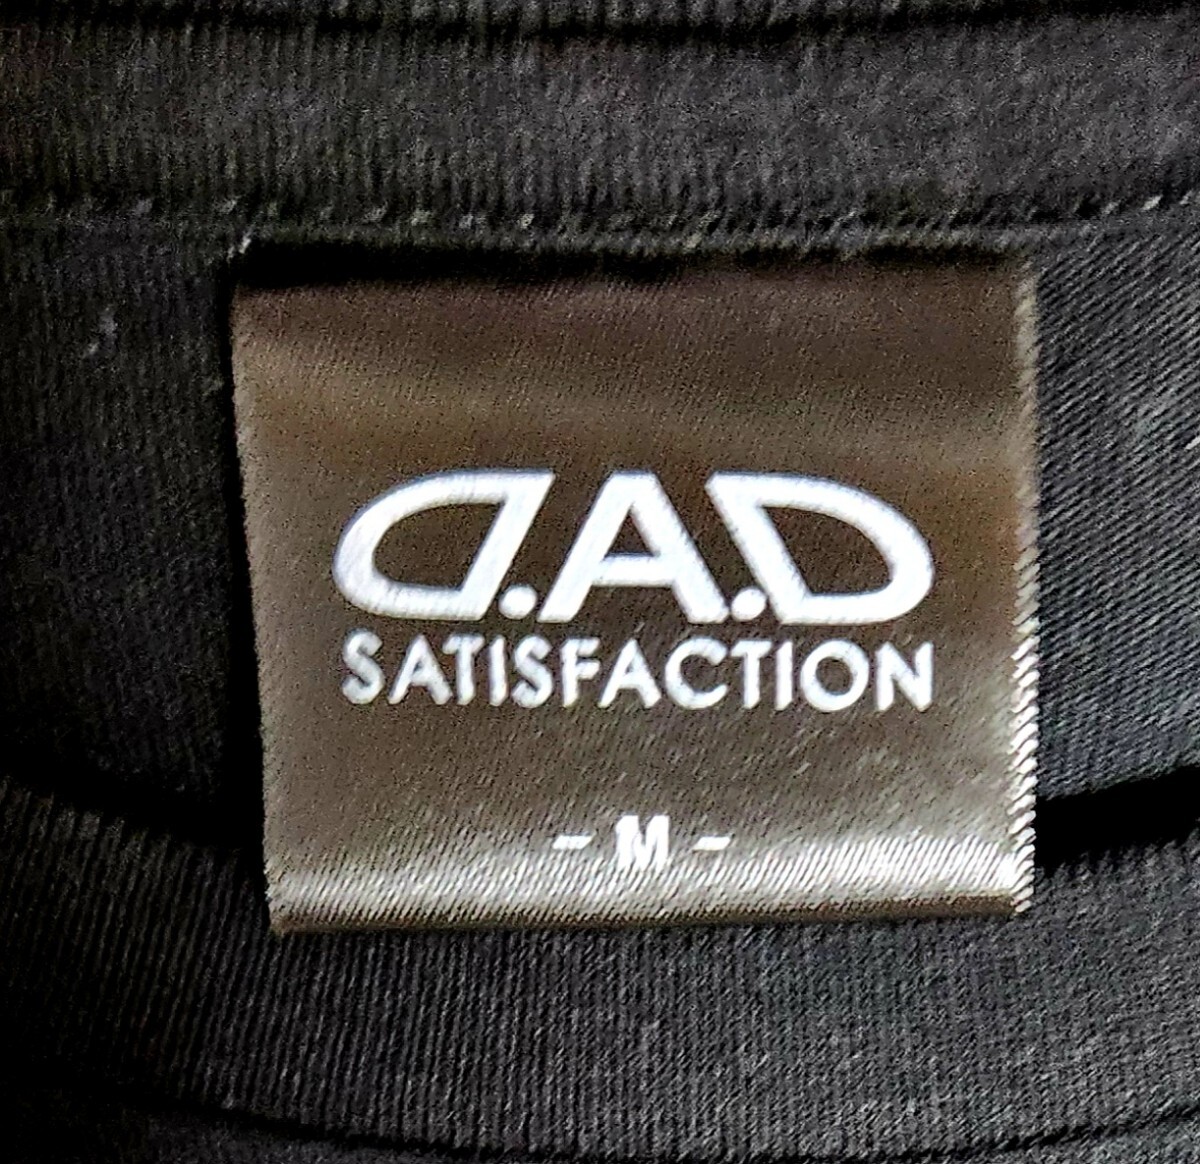 D.A.D
SATISFACTION
- M -